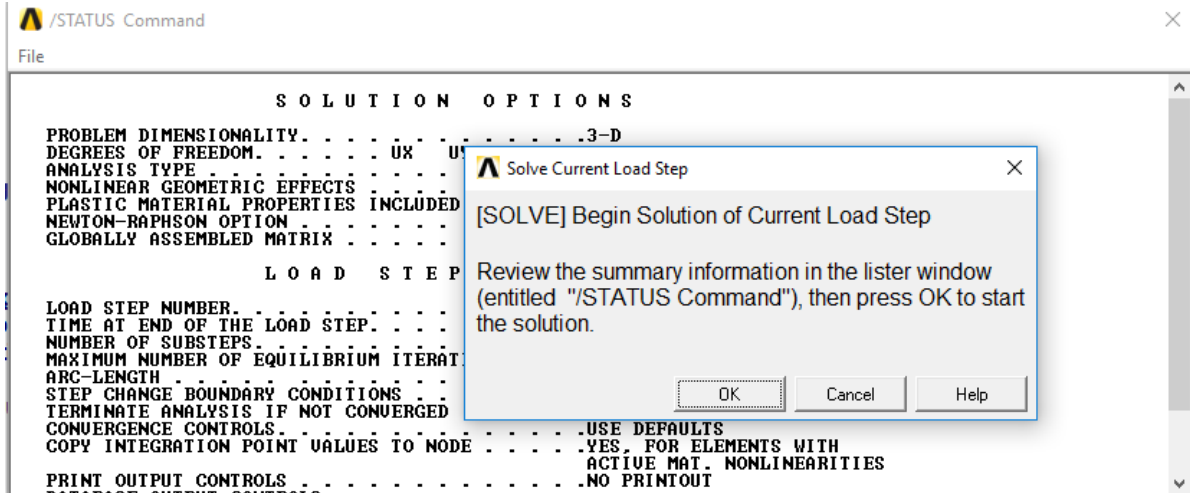 /STATUS Command
File
S O L U T I O N   O P T I O N S
PROBLEM DIMENSIONALITY. . . . . . . . . . . . .3-D
DEGREES OF FREEDOM. . . . . . UX
ANALYSIS TYPE . . . . . . . . . .
NONLINEAR GEOMETRIC EFFECTS . . . . .
PLASTIC MATERIAL PROPERTIES INCLUDED
NEWTON-RAPHSON OPTION . . . . . . .
GLOBALLY ASSEMBLED MATRIX . . . . .
L O A D   S T E P
LOAD STEP NUMBER. . . . . . . . .
TIME AT END OF THE LOAD STEP. . . .
NUMBER OF SUBSTEPS. . . . . . . . .
MAXIMUM NUMBER OF EQUILIBRIUM ITERAT
ARC-LENGTH . . . . . . . . . . .
STEP CHANGE BOUNDARY CONDITIONS . .
TERMINATE ANALYSIS IF NOT CONVERGED
CONVERGENCE CONTROLS. . . . . . . . . . . . . .USE DEFAULTS
COPY INTEGRATION POINT VALUES TO NODE . . . . .YES, FOR ELEMENTS WITH
ACTIVE MAT. NONLINEARITIES
PRINT OUTPUT CONTROLS . . . . . . . . . . . . .NO PRINTOUT
DATABASE OUTPUT CONTROLS
Solve Current Load Step
[SOLVE] Begin Solution of Current Load Step
Review the summary information in the lister window
(entitled "/STATUS Command"), then press OK to start
the solution.
OK
Cancel
Help